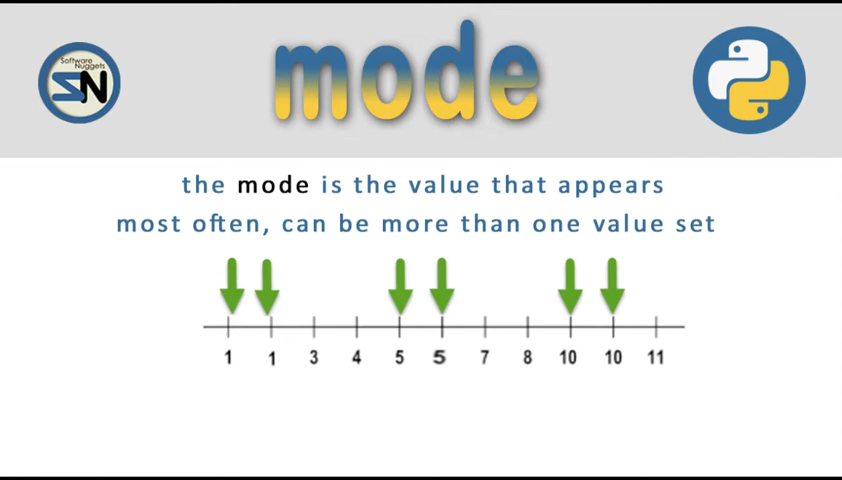 Software
Nuggets
SN
mode
the mode is the value that appears
most often, can be more than one value set
1 1 3 4 5 5 7 8 10 10 11